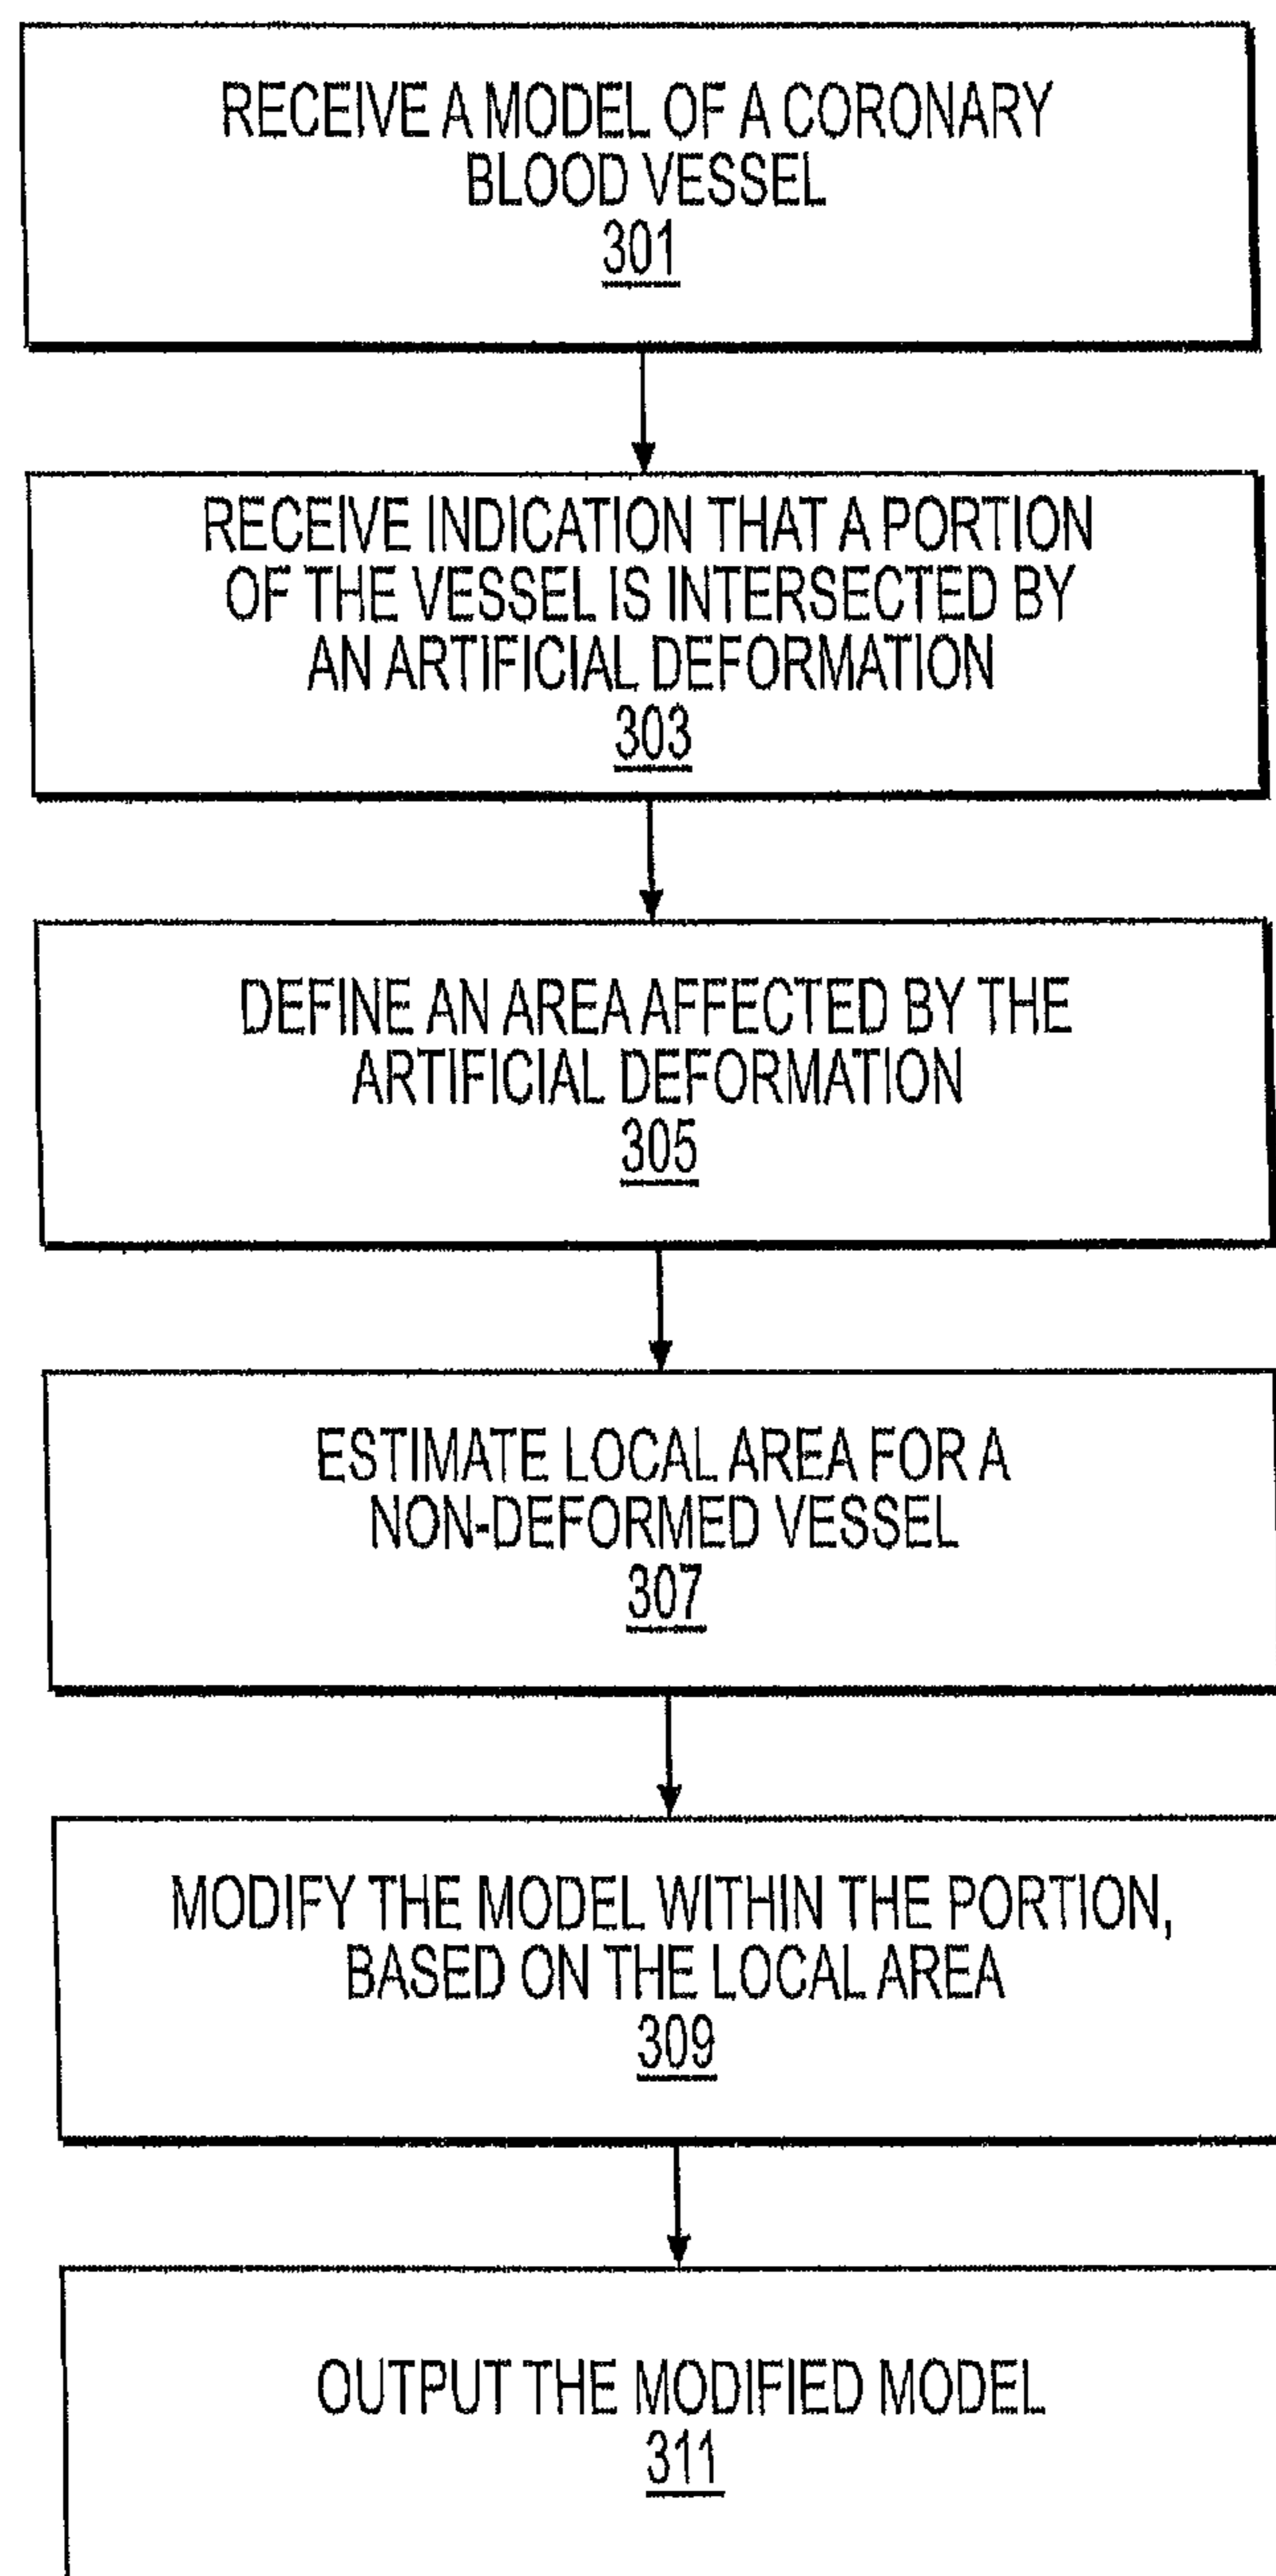 RECEIVE A MODEL OF A CORONARY
BLOOD VESSEL
301
RECEIVE INDICATION THAT A PORTION
OF THE VESSEL IS INTERSECTED BY
AN ARTIFICIAL DEFORMATION
303
DEFINE AN AREA AFFECTED BY THE
ARTIFICIAL DEFORMATION
305
ESTIMATE LOCAL AREA FOR A
NON-DEFORMED VESSEL
307
MODIFY THE MODEL WITHIN THE PORTION,
BASED ON THE LOCAL AREA
309
OUTPUT THE MODIFIED MODEL
311